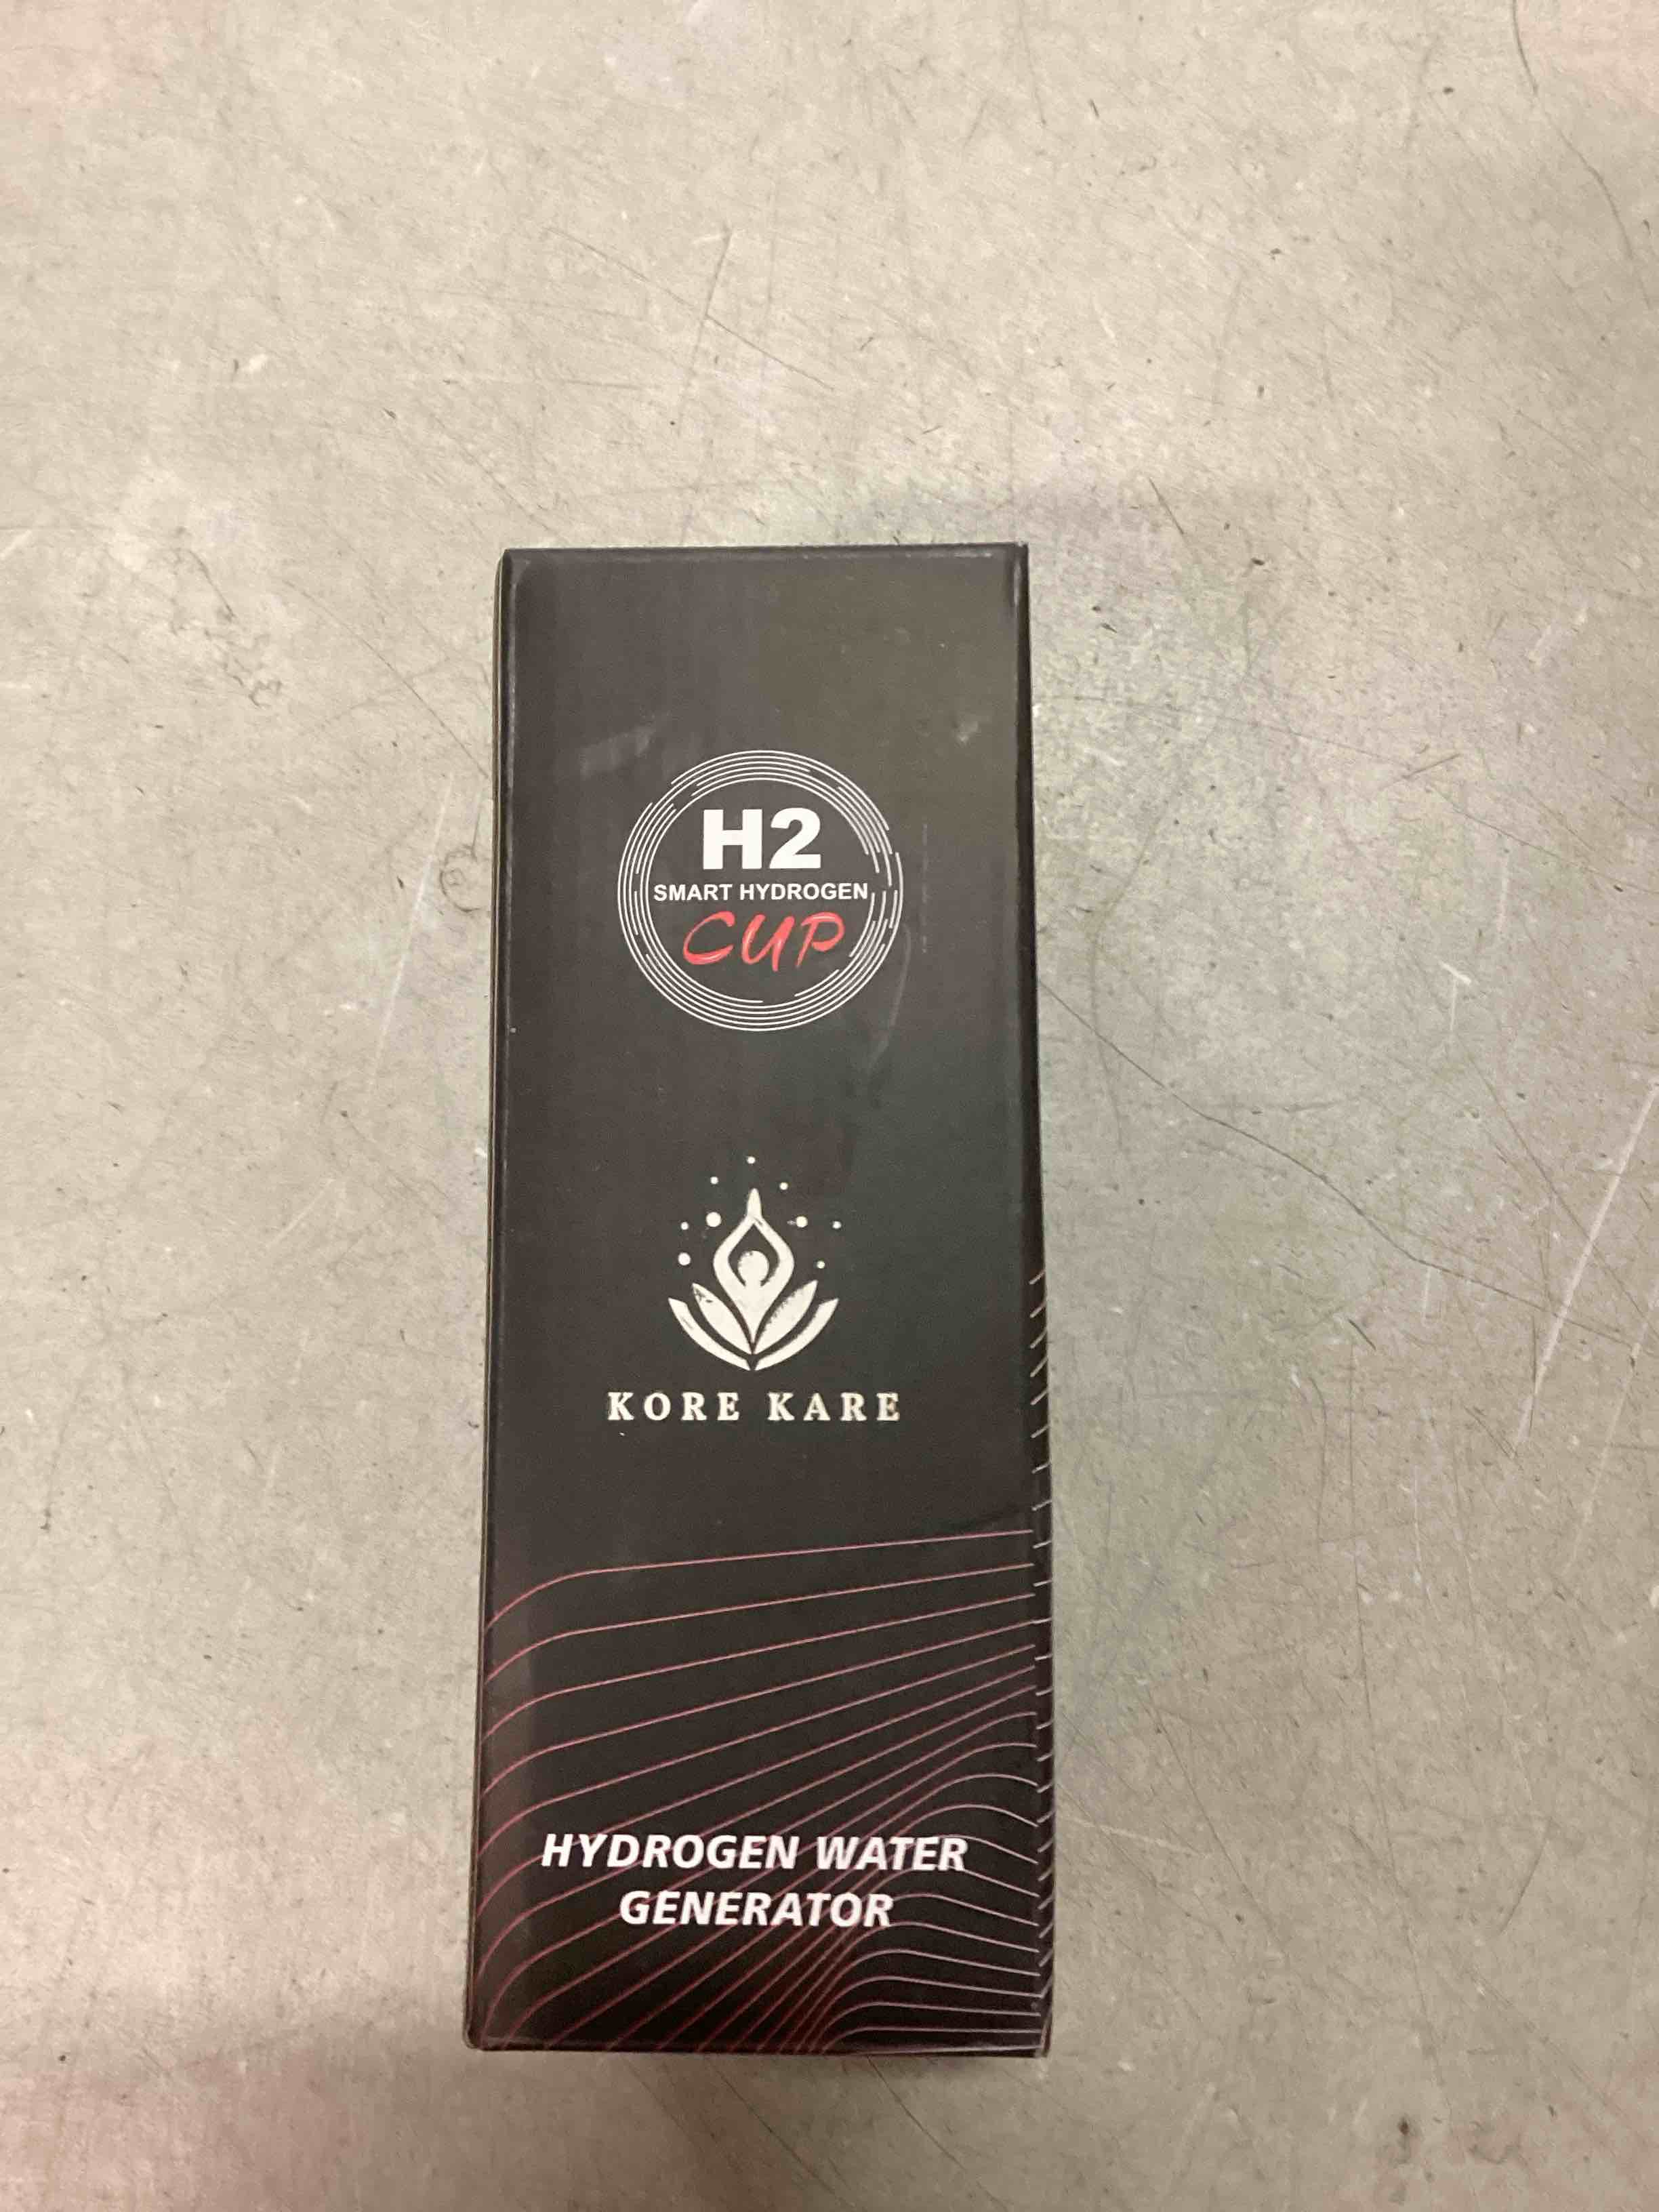 H2
SMART HYDROGEN
CUP
KORE KARE
HYDROGEN WATER
GENERATOR